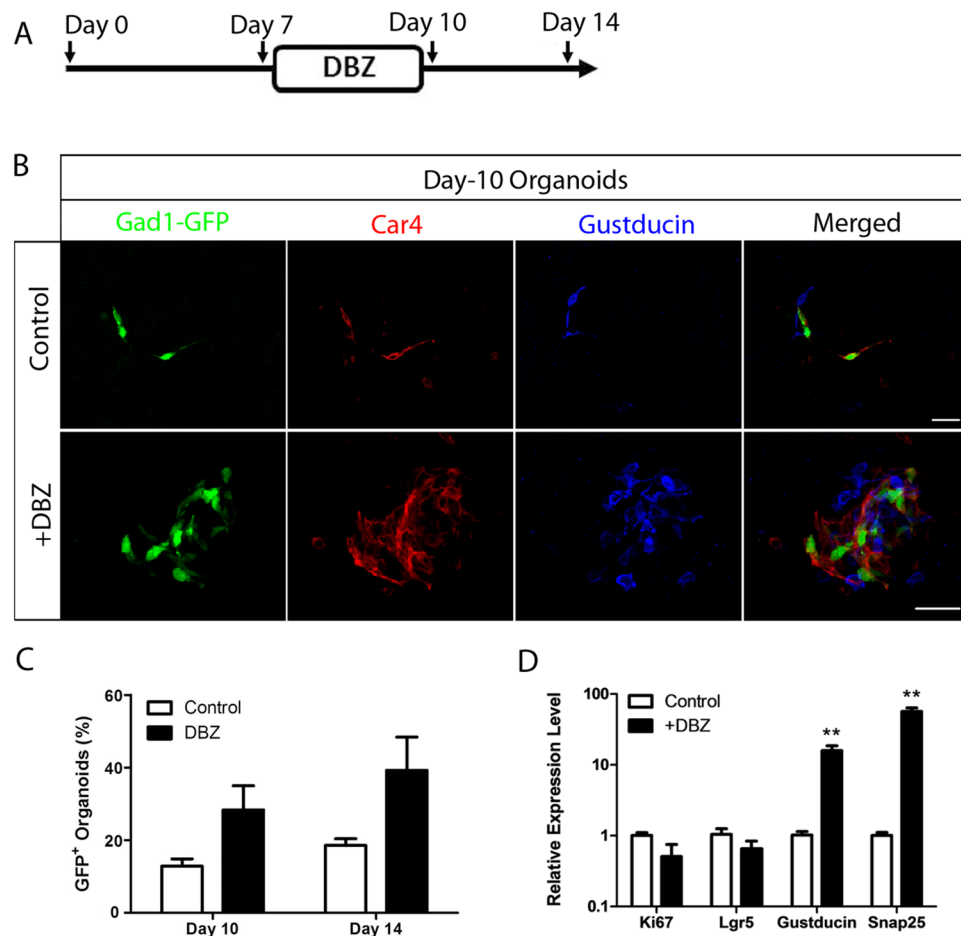 A
Day 0
Day 7
Day 10
Day 14
DBZ
B
Day-10 Organoids
Gad1-GFP
Car4
Gustducin
Merged
Control
+DBZ
C
GFP+ Organoids (%)
60
40
20
0
Control
DBZ
Day 10
Day 14
D
Relative Expression Level
100
10
1
0.1
Control
+DBZ
**
**
Ki67
Lgr5
Gustducin
Snap25